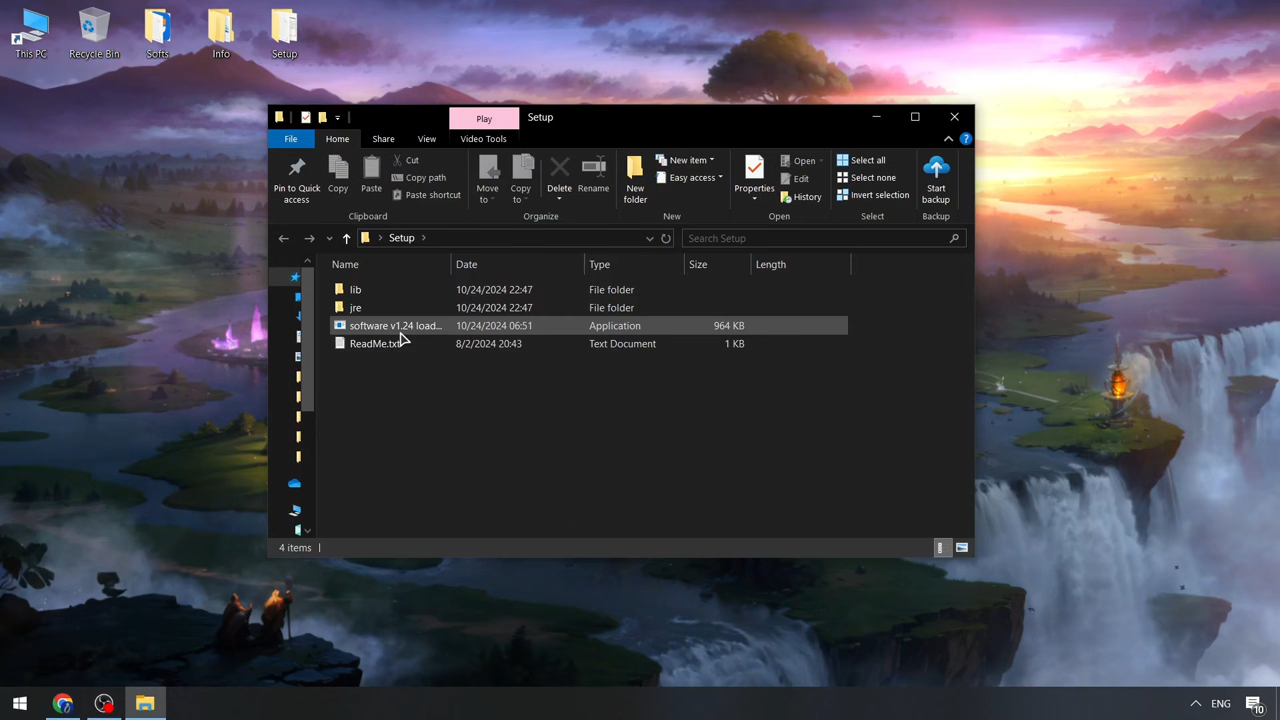 This PC
Recycle Bin
Softs
Info
Setup
Play
Setup
File
Home
Share
View
Video Tools
Pin to Quick access
Copy
Paste
Cut
Copy path
Paste shortcut
Clipboard
Move to
Copy to
Delete
Rename
Organize
New folder
New item
Easy access
New
Properties
Open
Edit
History
Open
Select all
Select none
Invert selection
Select
Start backup
Backup
Setup
Search Setup
Name Date Type Size Length
lib 10/24/2024 22:47 File folder
jre 10/24/2024 22:47 File folder
software v1.24 load... 10/24/2024 06:51 Application 964 KB
ReadMe.txt 8/2/2024 20:43 Text Document 1 KB
4 items
ENG
10